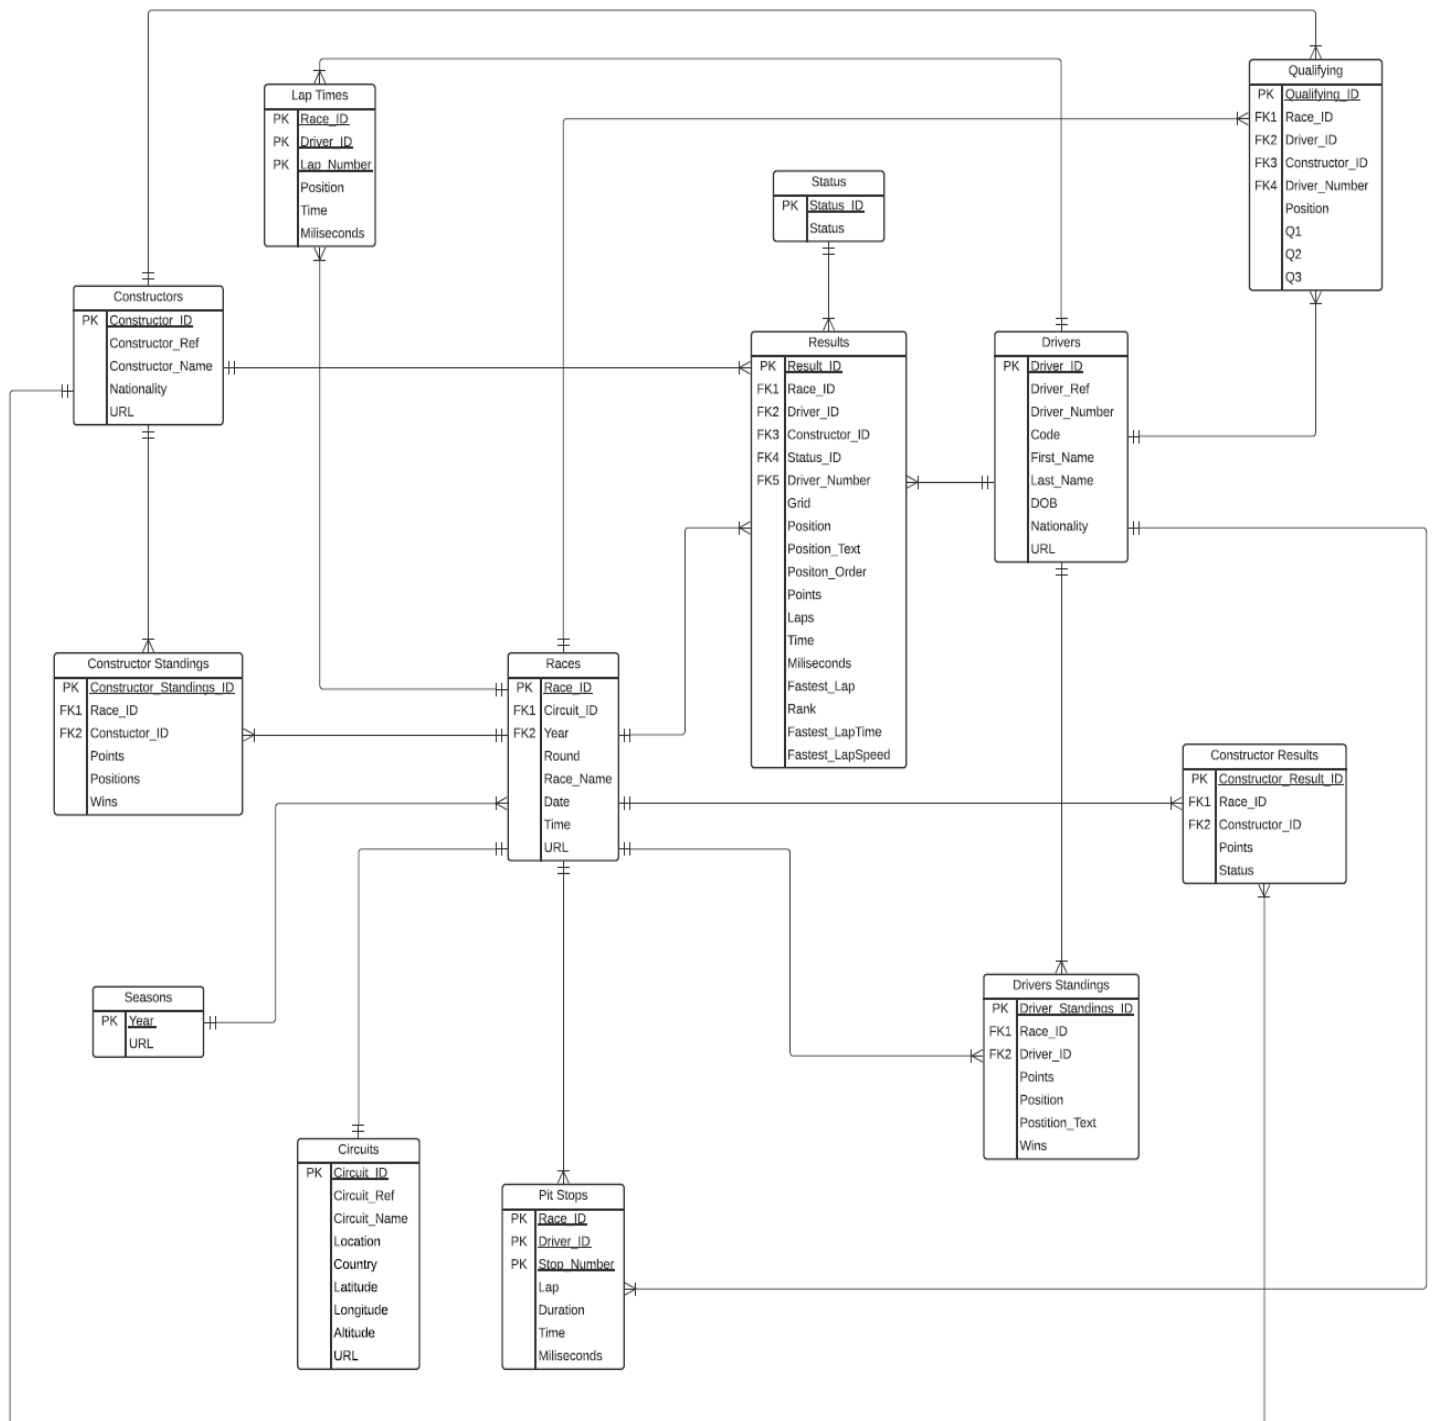 Qualifying
PK Qualifying_ID
FK1 Race_ID
FK2 Driver_ID
FK3 Constructor_ID
FK4 Driver_Number
Position
Q1
Q2
Q3
Lap Times
PK Race_ID
PK Driver_ID
PK Lap_Number
Position
Time
Miliseconds
Status
PK Status_ID
Status
Constructors
PK Constructor_ID
Constructor_Ref
Constructor_Name
Nationality
URL
Results
PK Result_ID
FK1 Race_ID
FK2 Driver_ID
FK3 Constructor_ID
FK4 Status_ID
FK5 Driver_Number
Grid
Position
Position_Text
Positon_Order
Points
Laps
Time
Miliseconds
Fastest_Lap
Rank
Fastest_LapTime
Fastest_LapSpeed
Drivers
PK Driver_ID
Driver_Ref
Driver_Number
Code
First_Name
Last_Name
DOB
Nationality
URL
Constructor Standings
PK Constructor_Standings_ID
FK1 Race_ID
FK2 Constuctor_ID
Points
Positions
Wins
Races
PK Race_ID
FK1 Circuit_ID
FK2 Year
Round
Race_Name
Date
Time
URL
Constructor Results
PK Constructor_Result_ID
FK1 Race_ID
FK2 Constructor_ID
Points
Status
Seasons
PK Year
URL
Drivers Standings
PK Driver_Standings_ID
FK1 Race_ID
FK2 Driver_ID
Points
Position
Postition_Text
Wins
Circuits
PK Circuit_ID
Circuit_Ref
Circuit_Name
Location
Country
Latitude
Longitude
Altitude
URL
Pit Stops
PK Race_ID
PK Driver_ID
PK Stop_Number
Lap
Duration
Time
Miliseconds